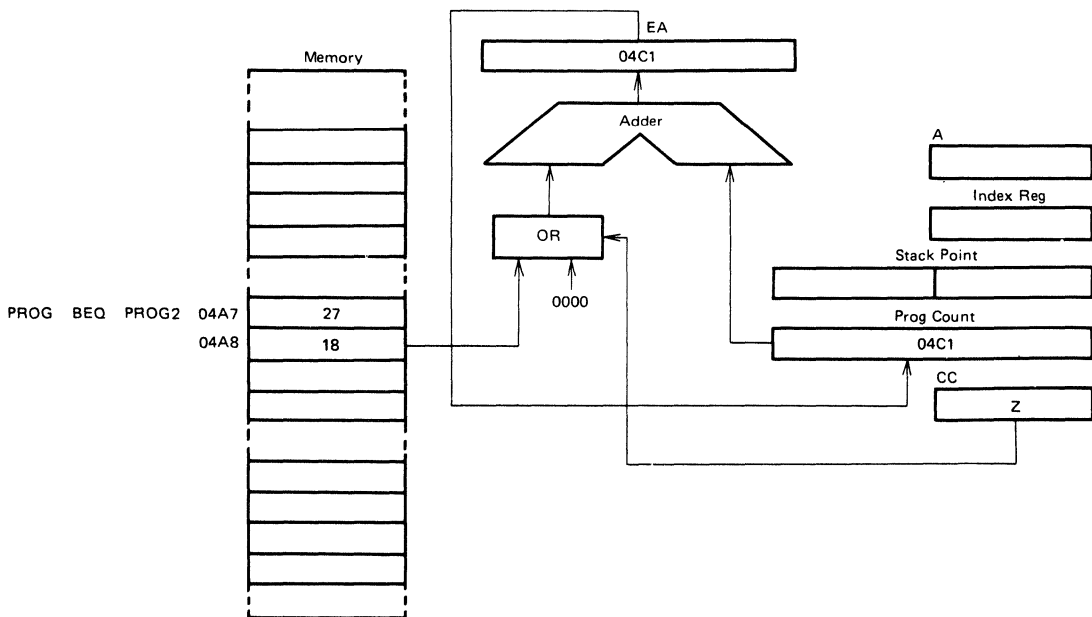 EA
04C1
Memory
Adder
A
Index Reg
OR
Stack Point
0000
PROG BEQ PROG2 04A7 27
Prog Count
04A8 18
04C1
CC
Z